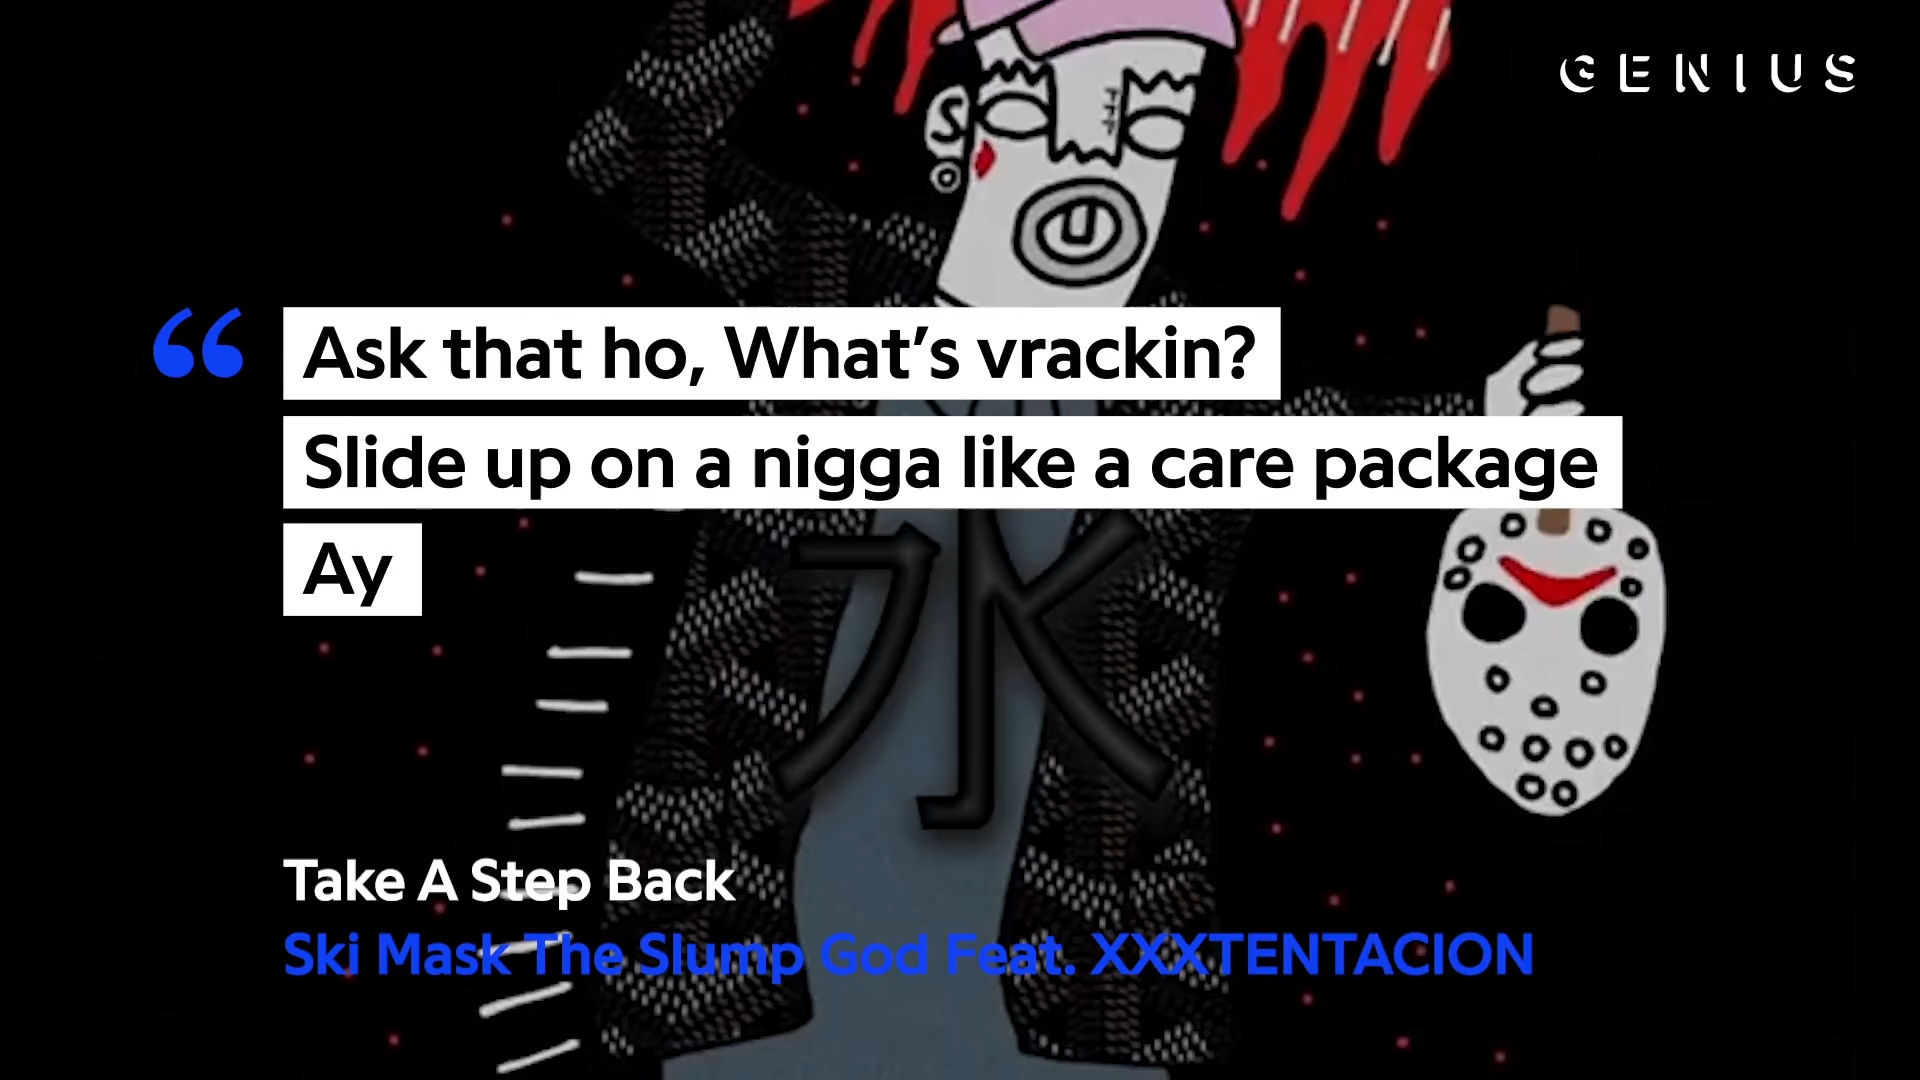 GENIUS
“ Ask that ho, What’s vrackin?
Slide up on a nigga like a care package
Ay
水
Take A Step Back
Ski Mask The Slump God Feat. XXXTENTACION